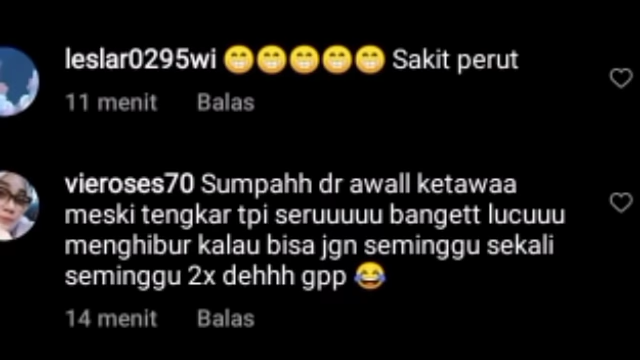 leslar0295wi 😁😁😁😁😁 Sakit perut
11 menit Balas
vieroses70 Sumpahh dr awall ketawaa
meski tengkar tpi seruuuuu bangett lucuuu
menghibur kalau bisa jgn seminggu sekali
seminggu 2x dehhh gpp 😂
14 menit Balas